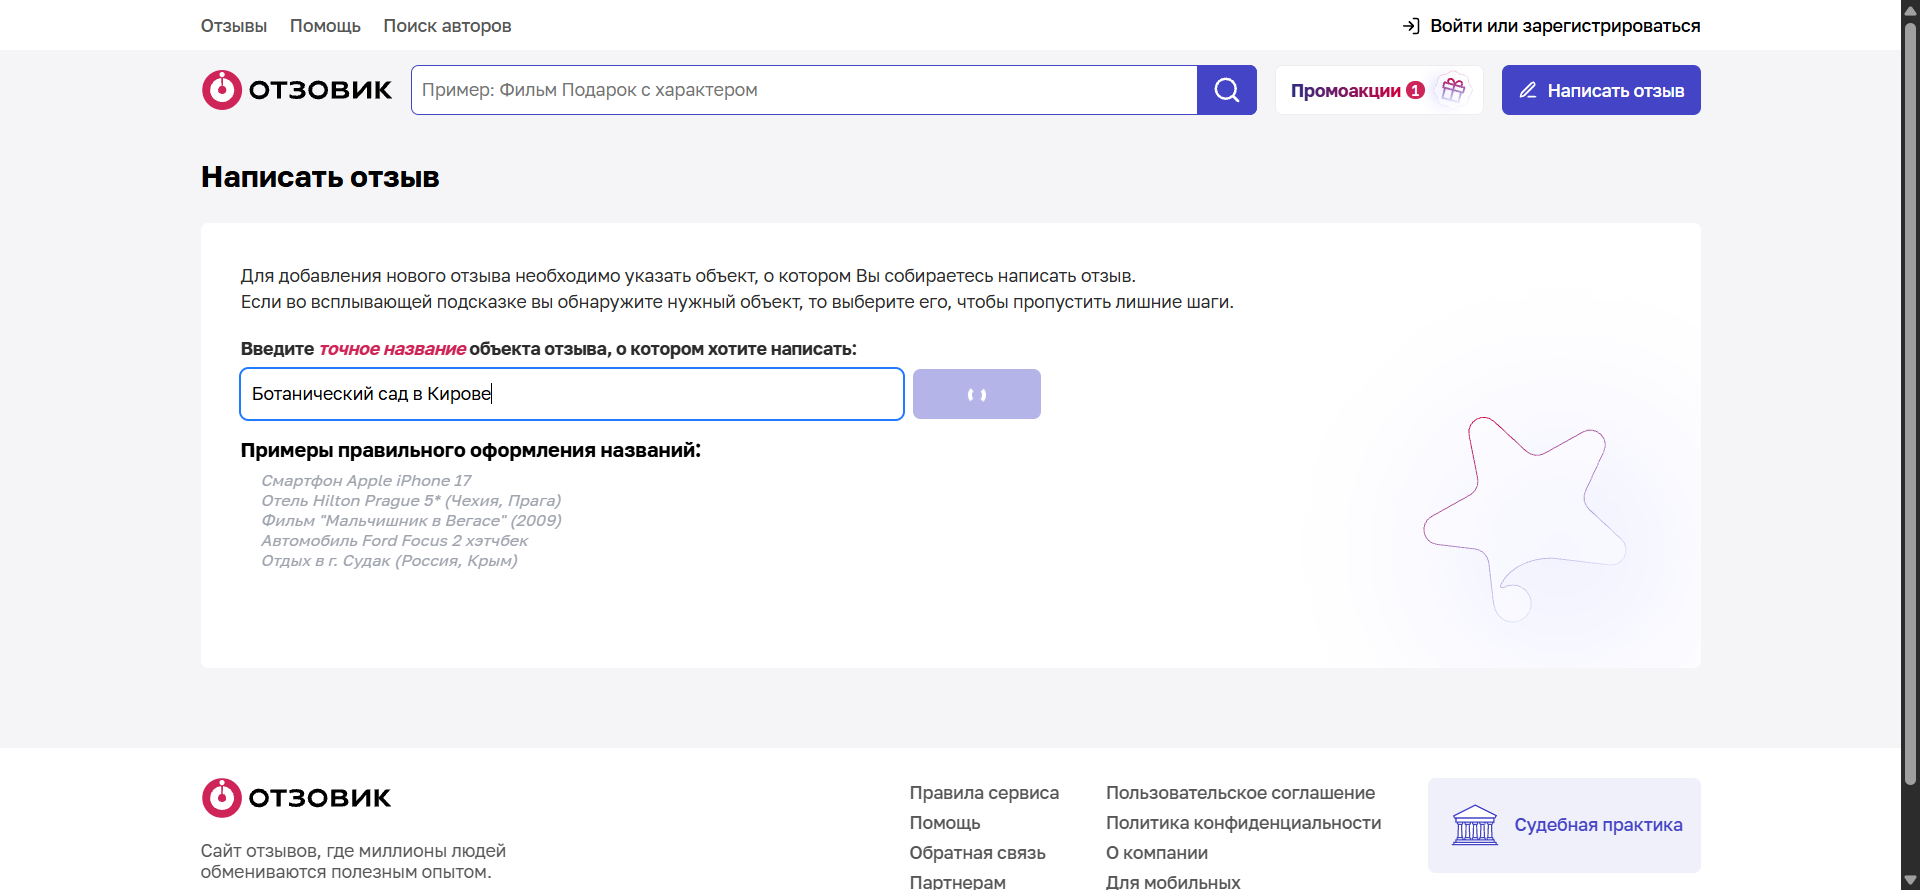 Отзывы Помощь Поиск авторов Войти или зарегистрироваться
ОТЗОВИК Пример: Фильм Подарок с характером Промоакции 1 Написать отзыв
Написать отзыв
Для добавления нового отзыва необходимо указать объект, о котором Вы собираетесь написать отзыв.
Если во всплывающей подсказке вы обнаружите нужный объект, то выберите его, чтобы пропустить лишние шаги.
Введите точное название объекта отзыва, о котором хотите написать:
Ботанический сад в Кирове
Примеры правильного оформления названий:
Смартфон Apple iPhone 17
Отель Hilton Prague 5* (Чехия, Прага)
Фильм "Мальчишник в Вегасе" (2009)
Автомобиль Ford Focus 2 хэтчбек
Отдых в г. Судак (Россия, Крым)
ОТЗОВИК
Сайт отзывов, где миллионы людей
обмениваются полезным опытом.
Правила сервиса
Помощь
Обратная связь
Партнерам
Пользовательское соглашение
Политика конфиденциальности
О компании
Для мобильных
Судебная практика